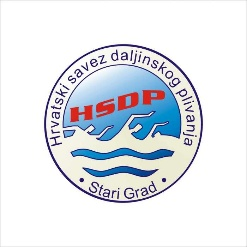 Hrvatski savez daljinskog plivanja
HSDP
• Stari Grad •